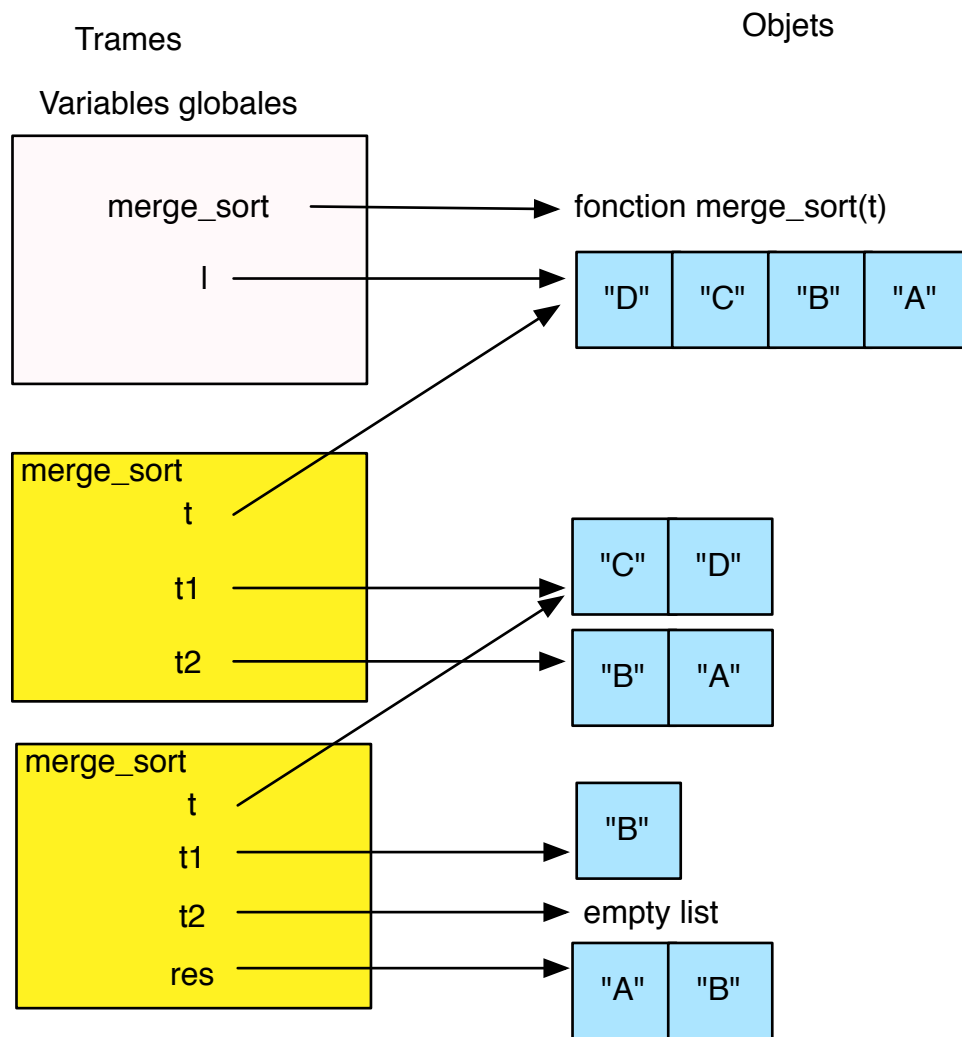 Trames
Objets
Variables globales
merge_sort
fonction merge_sort(t)
l
"D" "C" "B" "A"
merge_sort
t
t1
"C" "D"
t2
"B" "A"
merge_sort
t
"B"
t1
t2
empty list
res
"A" "B"